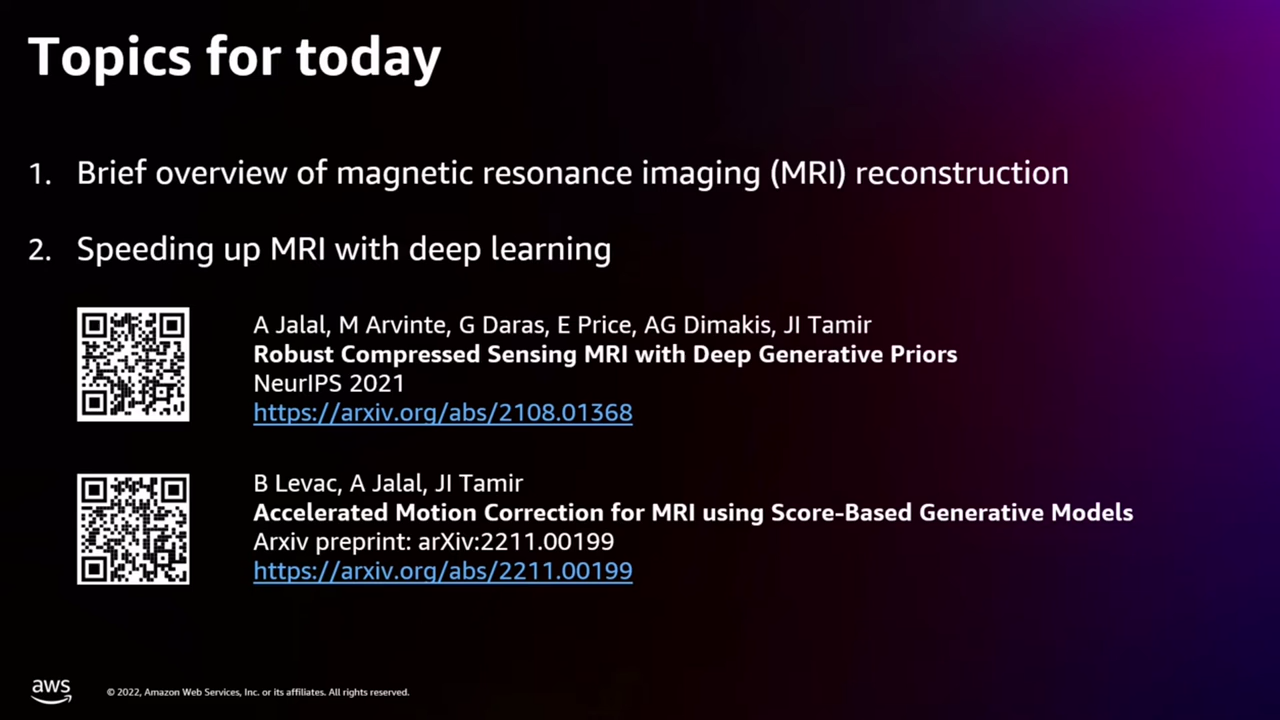 Topics for today
1. Brief overview of magnetic resonance imaging (MRI) reconstruction
2. Speeding up MRI with deep learning
A Jalal, M Arvinte, G Daras, E Price, AG Dimakis, JI Tamir
Robust Compressed Sensing MRI with Deep Generative Priors
NeurIPS 2021
https://arxiv.org/abs/2108.01368
B Levac, A Jalal, JI Tamir
Accelerated Motion Correction for MRI using Score-Based Generative Models
Arxiv preprint: arXiv:2211.00199
https://arxiv.org/abs/2211.00199
aws
© 2022, Amazon Web Services, Inc. or its affiliates. All rights reserved.